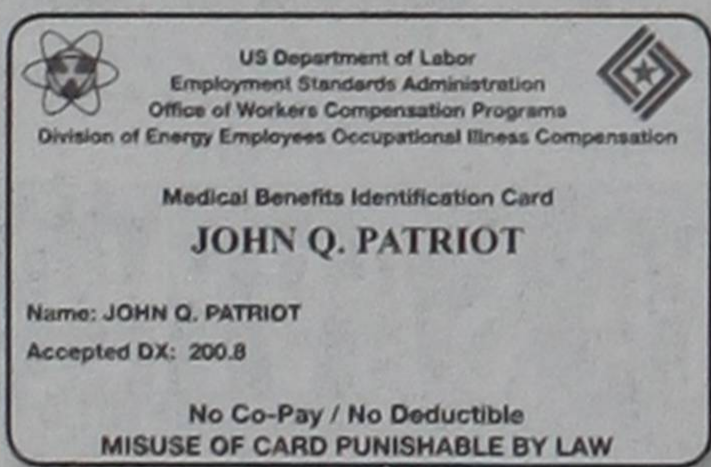 US Department of Labor
Employment Standards Administration
Office of Workers Compensation Programs
Division of Energy Employees Occupational Illness Compensation
Medical Benefits Identification Card
JOHN Q. PATRIOT
Name: JOHN Q. PATRIOT
Accepted DX: 200.8
No Co-Pay / No Deductible
MISUSE OF CARD PUNISHABLE BY LAW